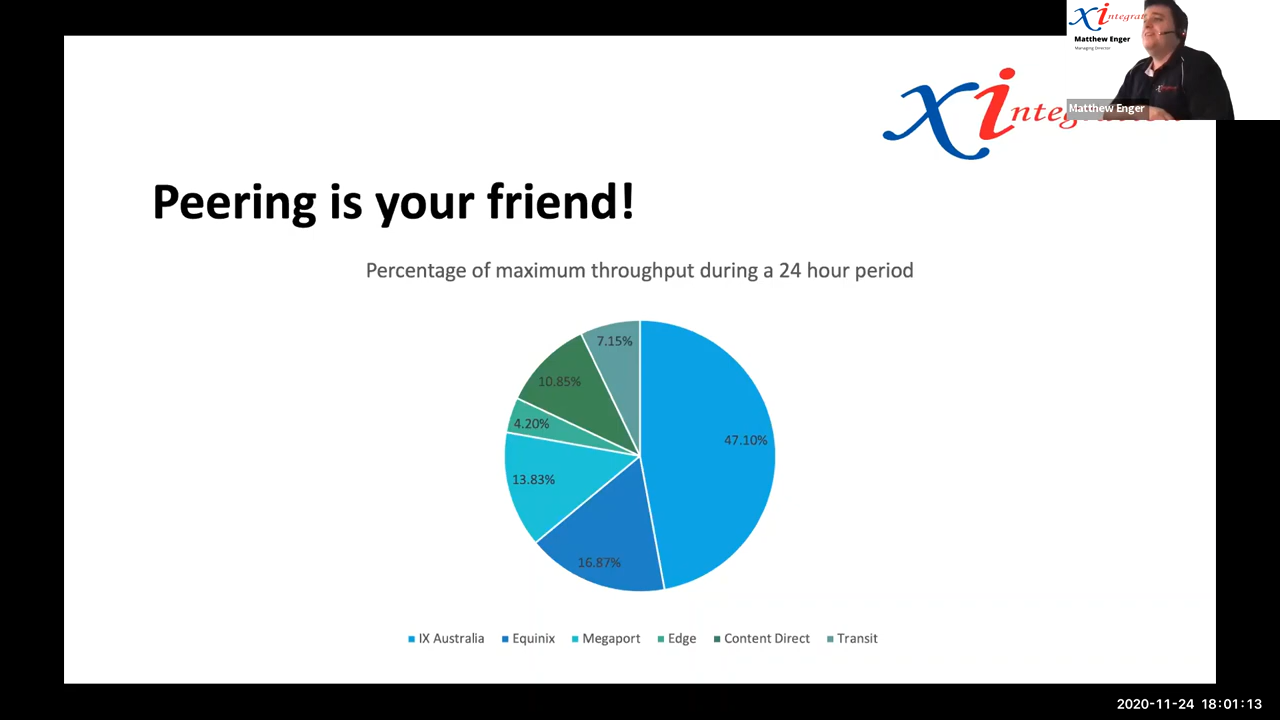 xintegrat
Matthew Enger
Managing Director
Matthew Enger
Peering is your friend!
Percentage of maximum throughput during a 24 hour period
7.15%
10.85%
4.20%
47.10%
13.83%
16.87%
IX Australia Equinix Megaport Edge Content Direct Transit
2020-11-24 18:01:13